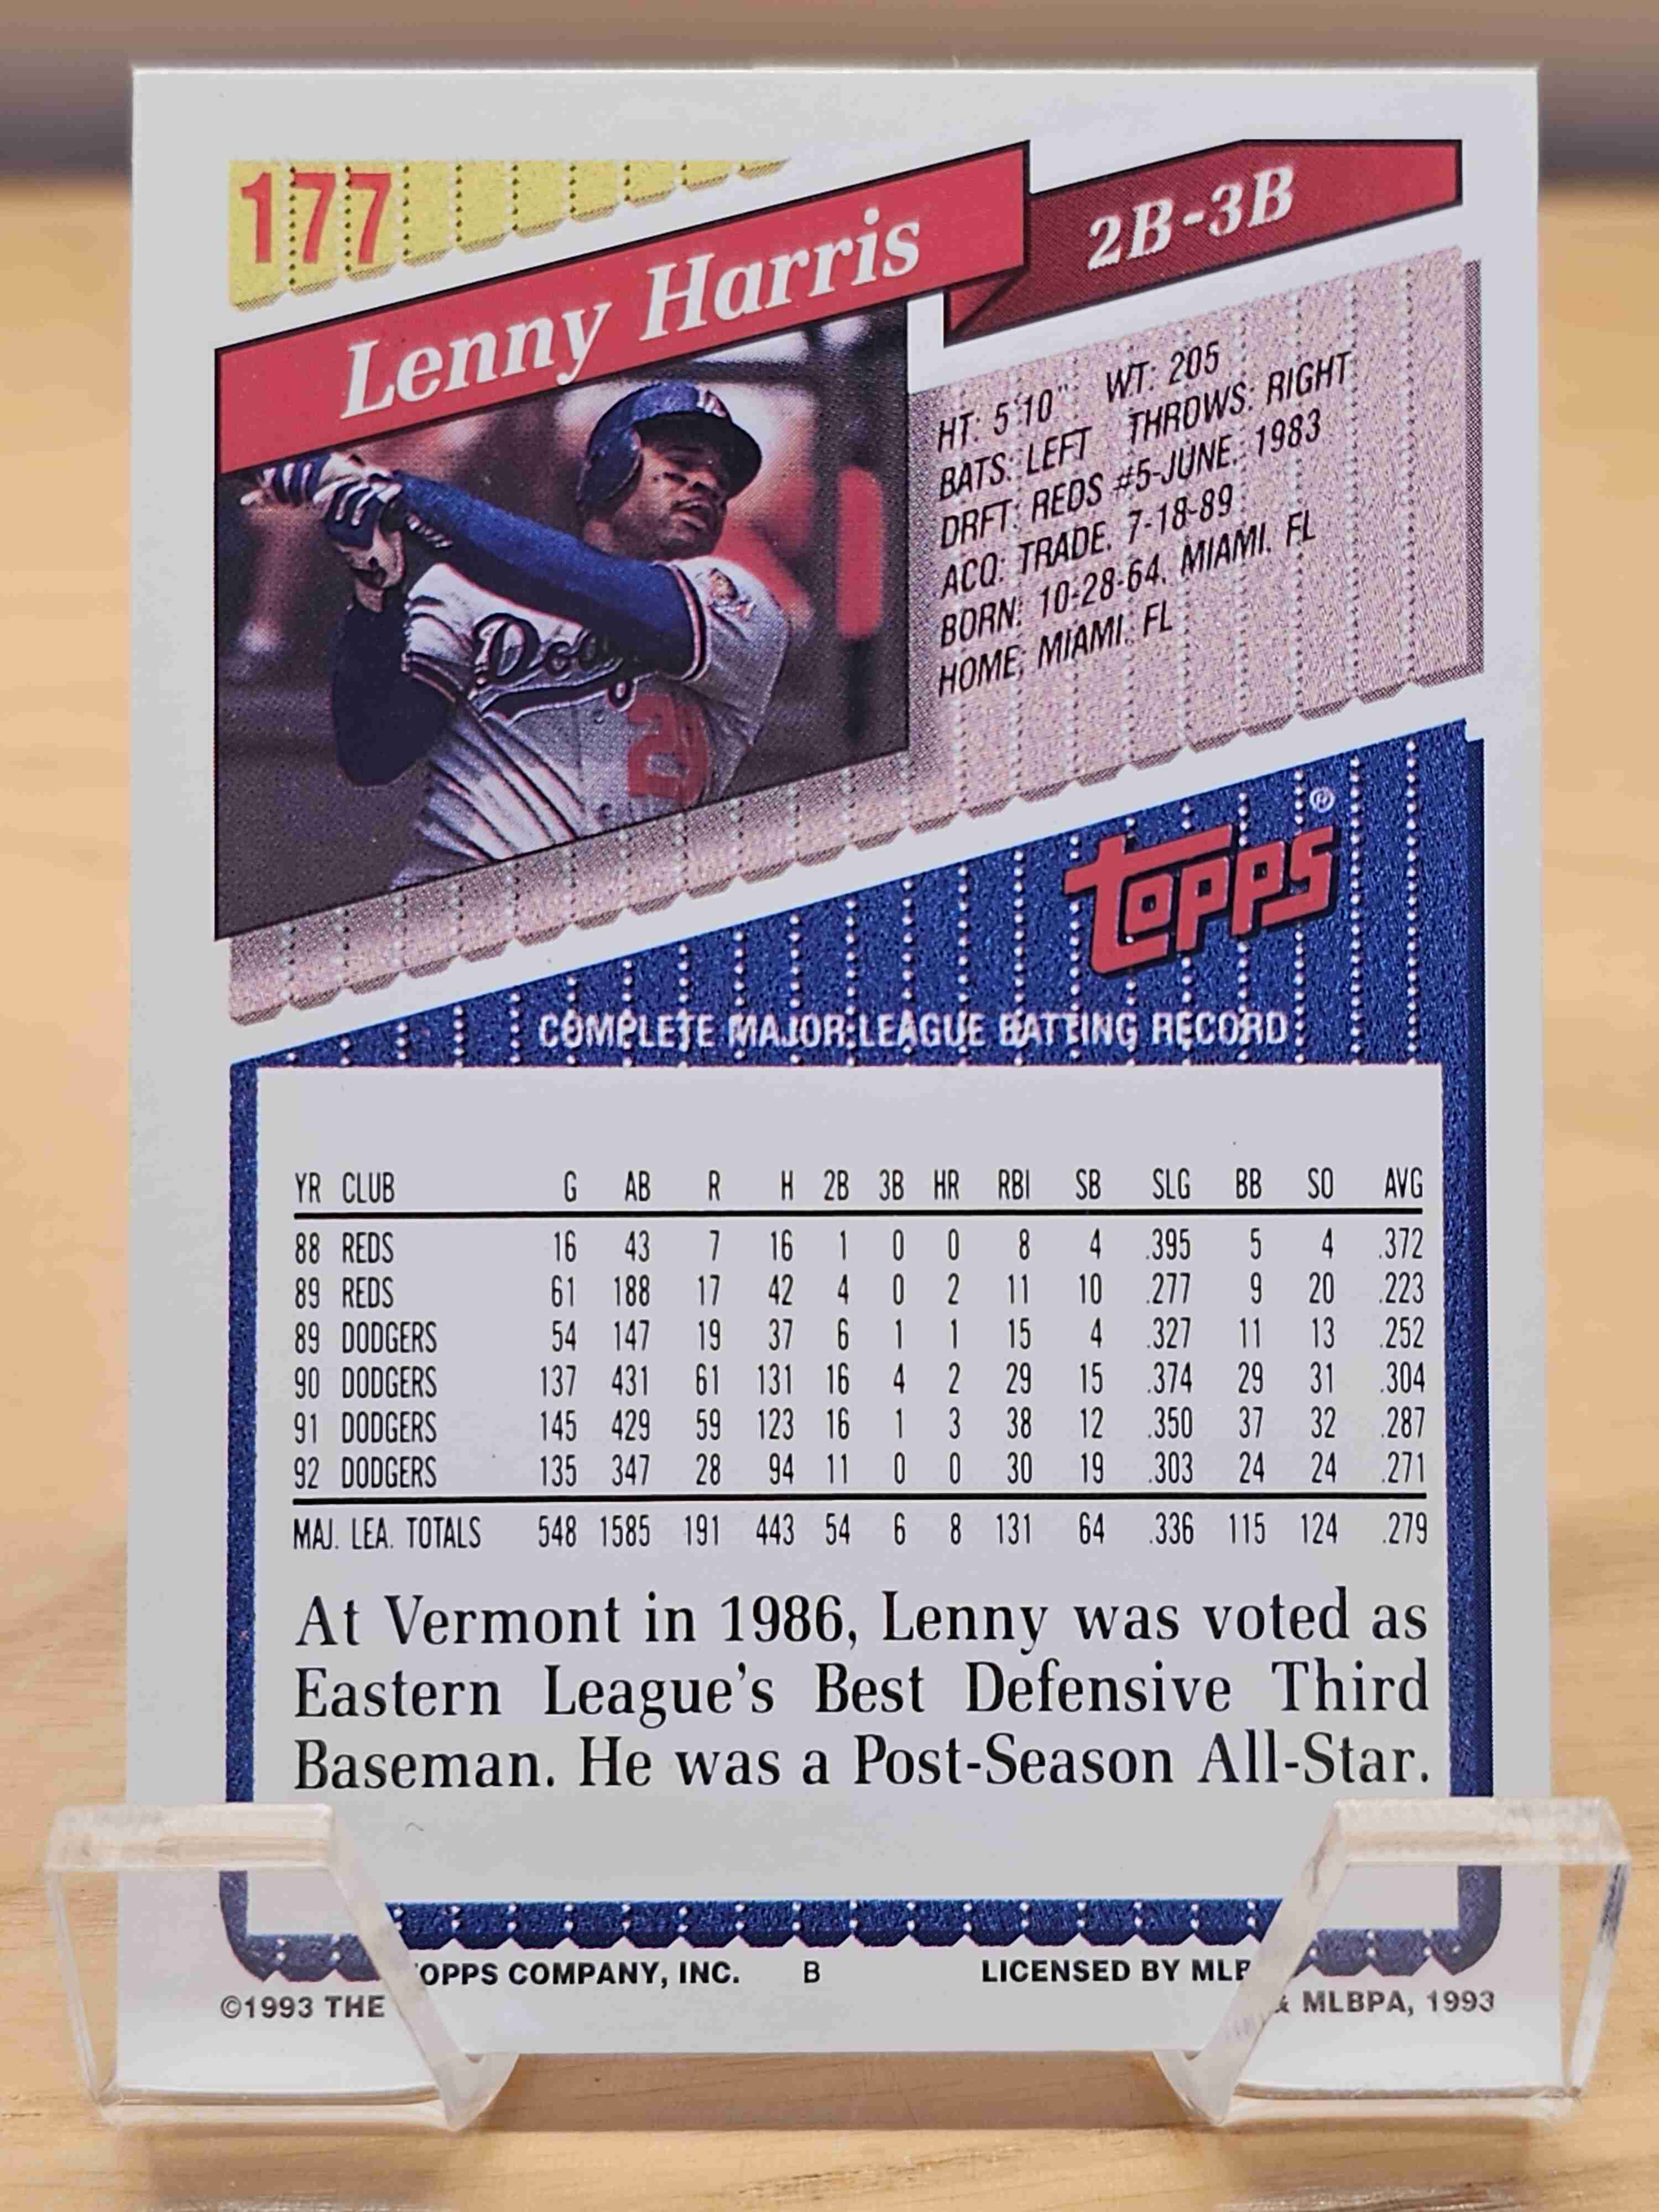 177
Lenny Harris
2B-3B
HT: 5'10" WT: 205
BATS: LEFT THROWS: RIGHT
DRFT: REDS #5-JUNE, 1983
ACQ: TRADE, 7-18-89
BORN: 10-28-64, MIAMI, FL
HOME: MIAMI, FL
Dod
2
TOPPS ®
COMPLETE MAJOR LEAGUE BATTING RECORD
YR CLUB G AB R H 2B 3B HR RBI SB SLG BB SO AVG
88 REDS 16 43 7 16 1 0 0 8 4 .395 5 4 .372
89 REDS 61 188 17 42 4 0 2 11 10 .277 9 20 .223
89 DODGERS 54 147 19 37 6 1 1 15 4 .327 11 13 .252
90 DODGERS 137 431 61 131 16 4 2 29 15 .374 29 31 .304
91 DODGERS 145 429 59 123 16 1 3 38 12 .350 37 32 .287
92 DODGERS 135 347 28 94 11 0 0 30 19 .303 24 24 .271
MAJ. LEA. TOTALS 548 1585 191 443 54 6 8 131 64 .336 115 124 .279
At Vermont in 1986, Lenny was voted as
Eastern League's Best Defensive Third
Baseman. He was a Post-Season All-Star.
©1993 THE OPPS COMPANY, INC. B LICENSED BY MLB & MLBPA, 1993